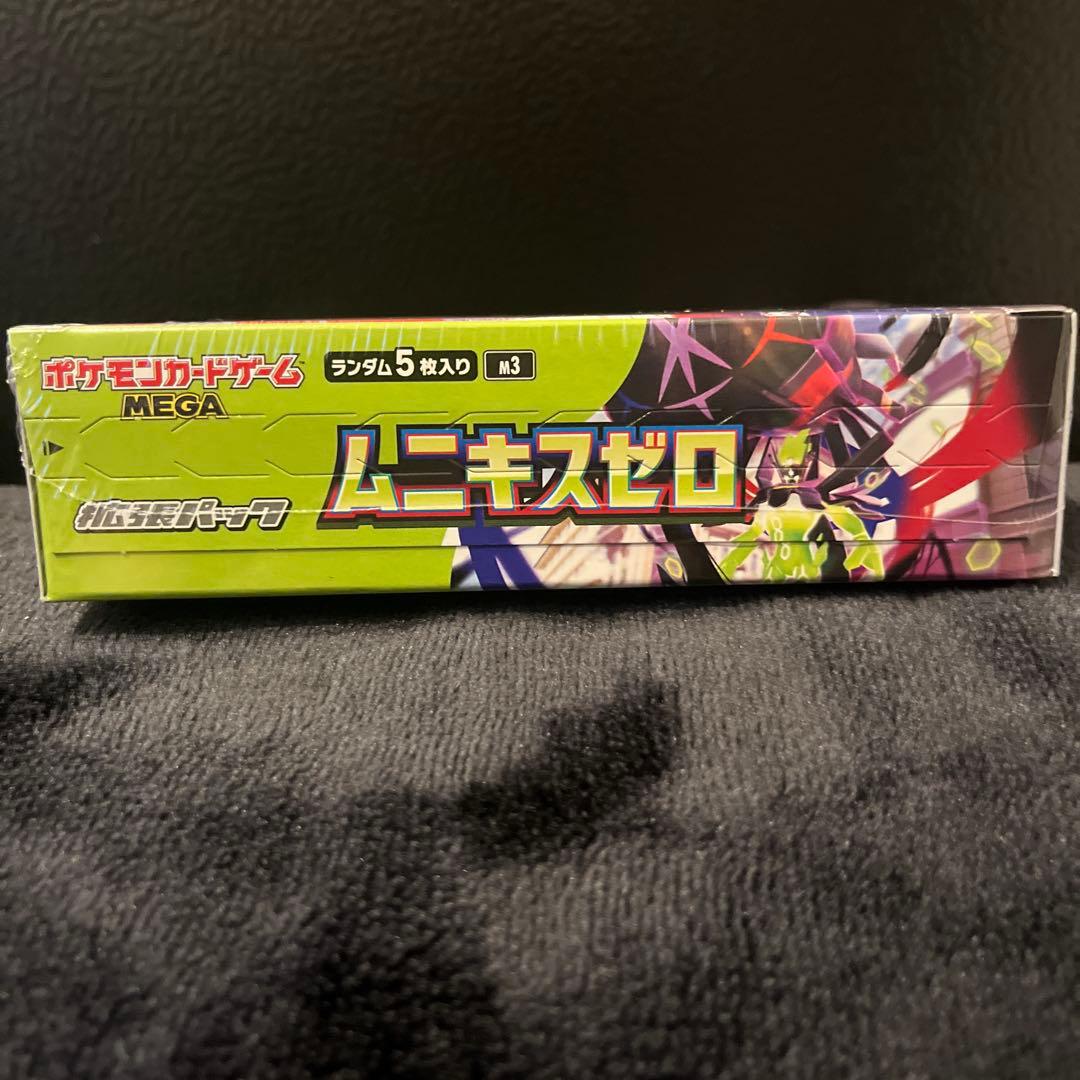 ポケモンカードゲーム
MEGA
ランダム5枚入り
M3
拡張パック
ムニキスゼロ